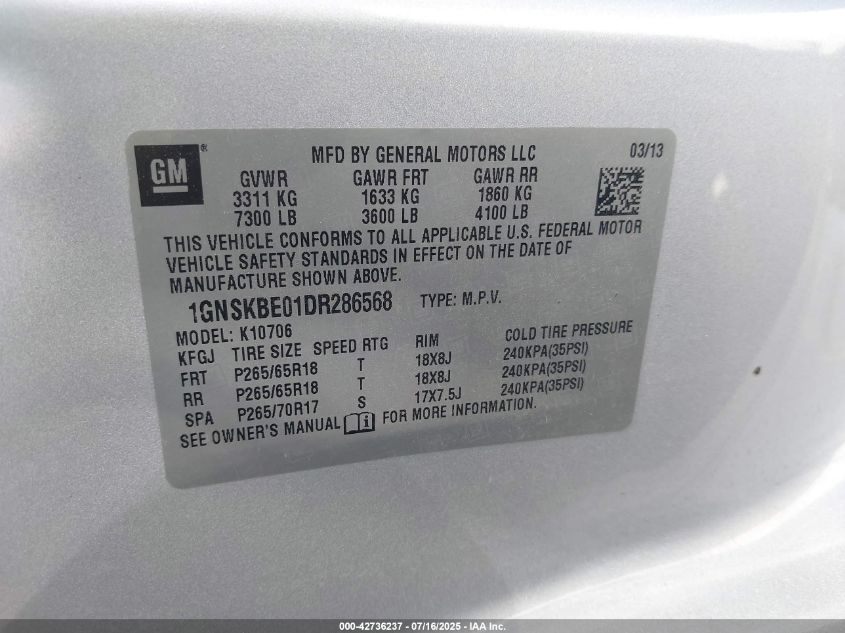 GM ® MFD BY GENERAL MOTORS LLC 03/13
GVWR GAWR FRT GAWR RR
3311 KG 1633 KG 1860 KG
7300 LB 3600 LB 4100 LB
THIS VEHICLE CONFORMS TO ALL APPLICABLE U.S. FEDERAL MOTOR
VEHICLE SAFETY STANDARDS IN EFFECT ON THE DATE OF
MANUFACTURE SHOWN ABOVE.
1GNSKBE01DR286568 TYPE: M.P.V.
MODEL: K10706
KFGJ TIRE SIZE SPEED RTG RIM COLD TIRE PRESSURE
FRT P265/65R18 T 18X8J 240KPA(35PSI)
RR P265/65R18 T 18X8J 240KPA(35PSI)
SPA P265/70R17 S 17X7.5J 240KPA(35PSI)
SEE OWNER'S MANUAL i FOR MORE INFORMATION.
000-42736237 - 07/16/2025 - IAA Inc.